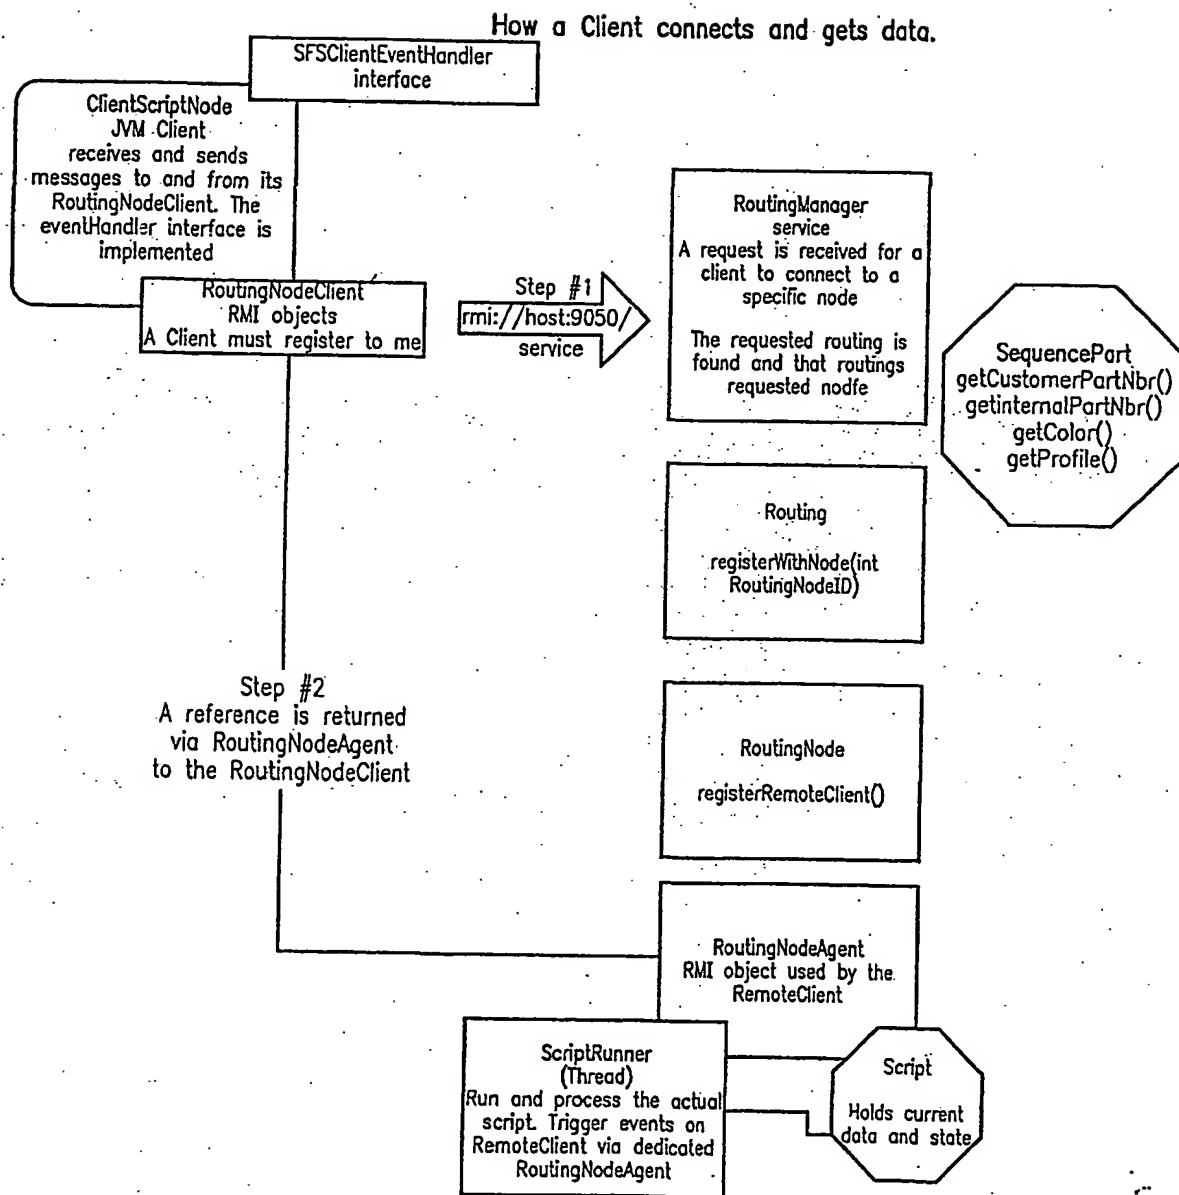 How a Client connects and gets data.
SFSClientEventHandler
interface
ClientScriptNode
JVM Client
receives and sends
messages to and from its
RoutingNodeClient. The
eventHandler interface is
implemented
RoutingNodeClient
RMI objects
A Client must register to me
Step #1
rmi://host:9050/
service
RoutingManager
service
A request is received for a
client to connect to a
specific node
The requested routing is
found and that routings
requested nodfe
SequencePart
getCustomerPartNbr()
getinternalPartNbr()
getColor()
getProfile()
Routing
registerWithNode(int
RoutingNodeID)
Step #2
A reference is returned
via RoutingNodeAgent
to the RoutingNodeClient
RoutingNode
registerRemoteClient()
RoutingNodeAgent
RMI object used by the
RemoteClient
ScriptRunner
(Thread)
Run and process the actual
script. Trigger events on
RemoteClient via dedicated
RoutingNodeAgent
Script
Holds current
data and state